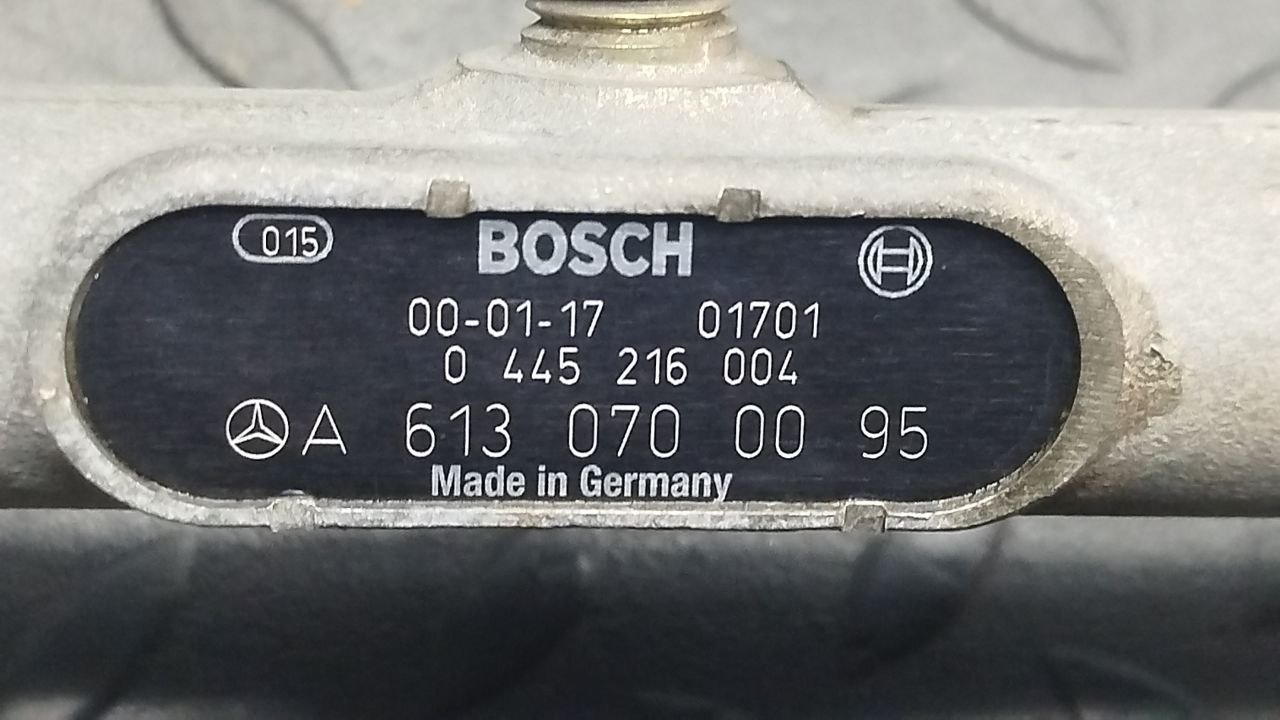 015
BOSCH
00-01-17 01701
0 445 216 004
A 613 070 00 95
Made in Germany